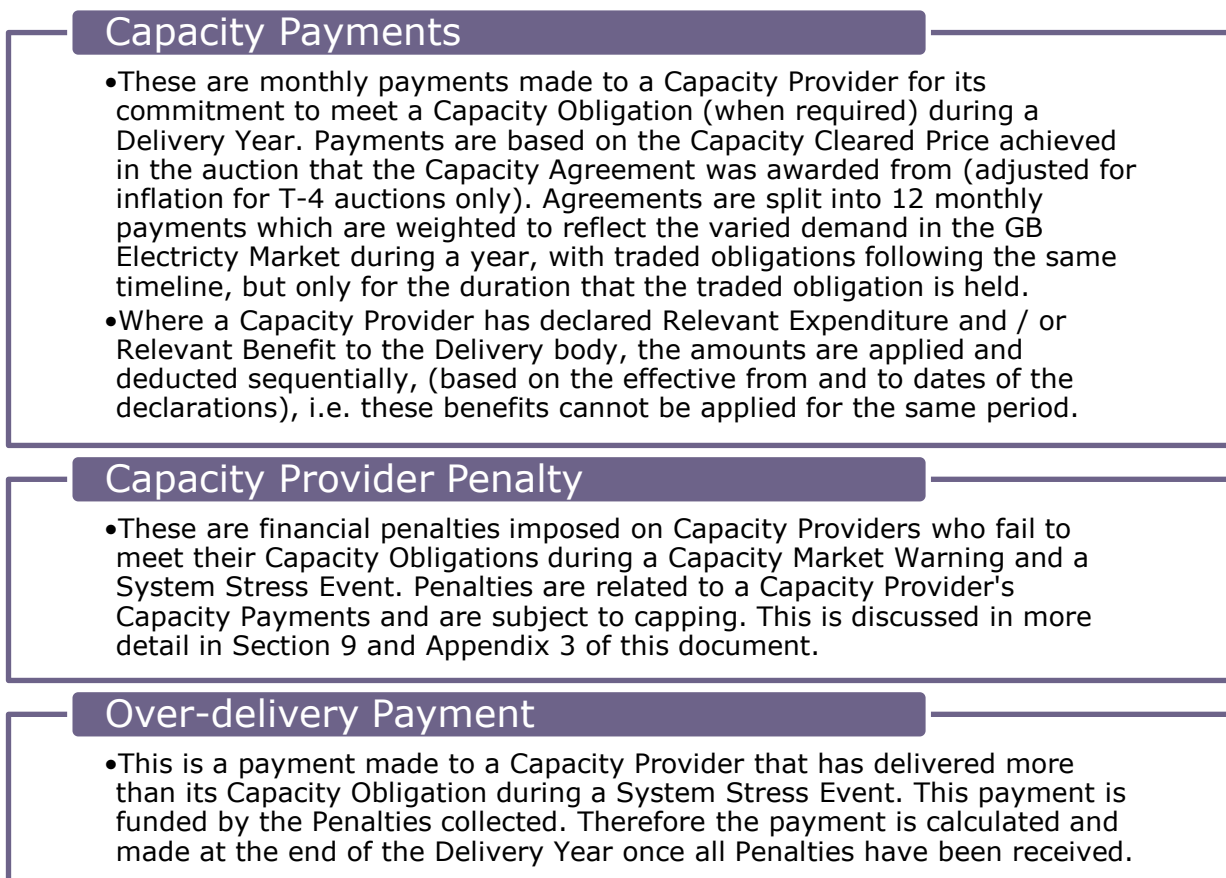 Capacity Payments
•These are monthly payments made to a Capacity Provider for its
commitment to meet a Capacity Obligation (when required) during a
Delivery Year. Payments are based on the Capacity Cleared Price achieved
in the auction that the Capacity Agreement was awarded from (adjusted for
inflation for T-4 auctions only). Agreements are split into 12 monthly
payments which are weighted to reflect the varied demand in the GB
Electricty Market during a year, with traded obligations following the same
timeline, but only for the duration that the traded obligation is held.
•Where a Capacity Provider has declared Relevant Expenditure and / or
Relevant Benefit to the Delivery body, the amounts are applied and
deducted sequentially, (based on the effective from and to dates of the
declarations), i.e. these benefits cannot be applied for the same period.
Capacity Provider Penalty
•These are financial penalties imposed on Capacity Providers who fail to
meet their Capacity Obligations during a Capacity Market Warning and a
System Stress Event. Penalties are related to a Capacity Provider's
Capacity Payments and are subject to capping. This is discussed in more
detail in Section 9 and Appendix 3 of this document.
Over-delivery Payment
•This is a payment made to a Capacity Provider that has delivered more
than its Capacity Obligation during a System Stress Event. This payment is
funded by the Penalties collected. Therefore the payment is calculated and
made at the end of the Delivery Year once all Penalties have been received.